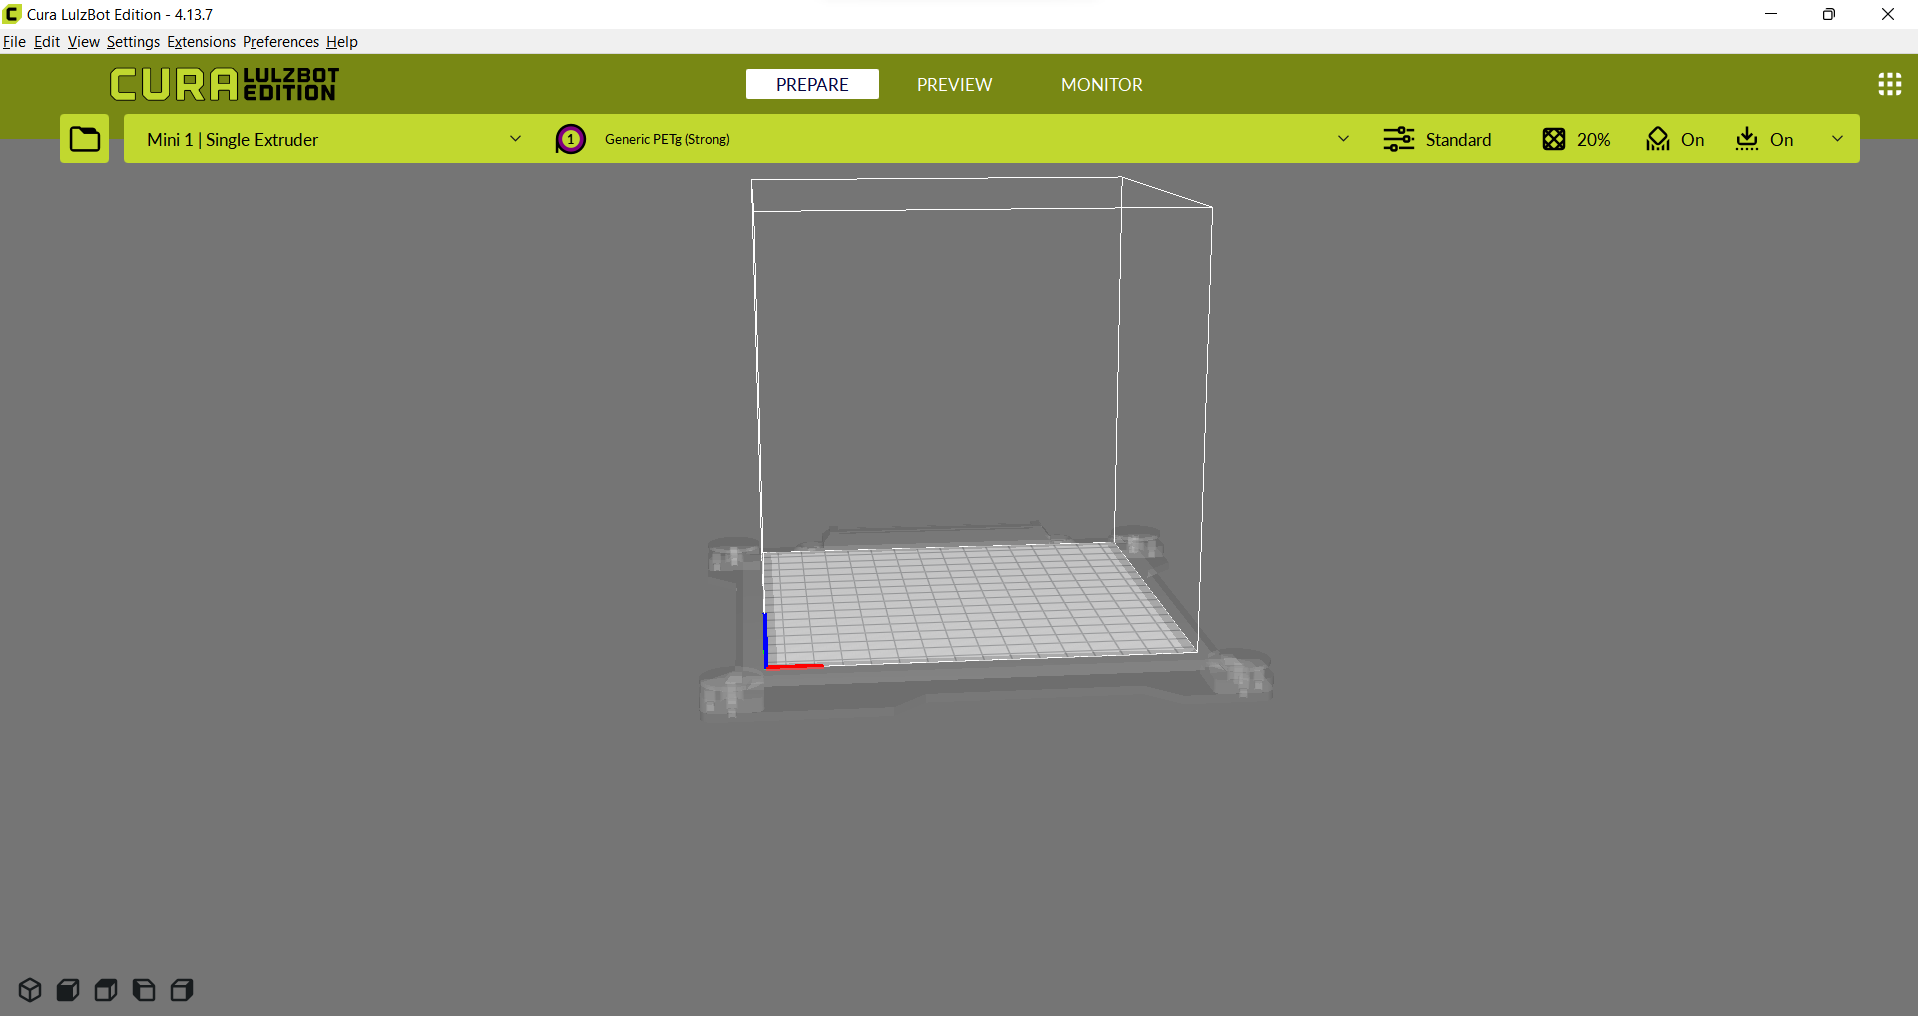 Cura LulzBot Edition - 4.13.7
File Edit View Settings Extensions Preferences Help
CURA LULZBOT EDITION
PREPARE PREVIEW MONITOR
Mini 1 | Single Extruder 1 Generic PETg (Strong) Standard 20% On On